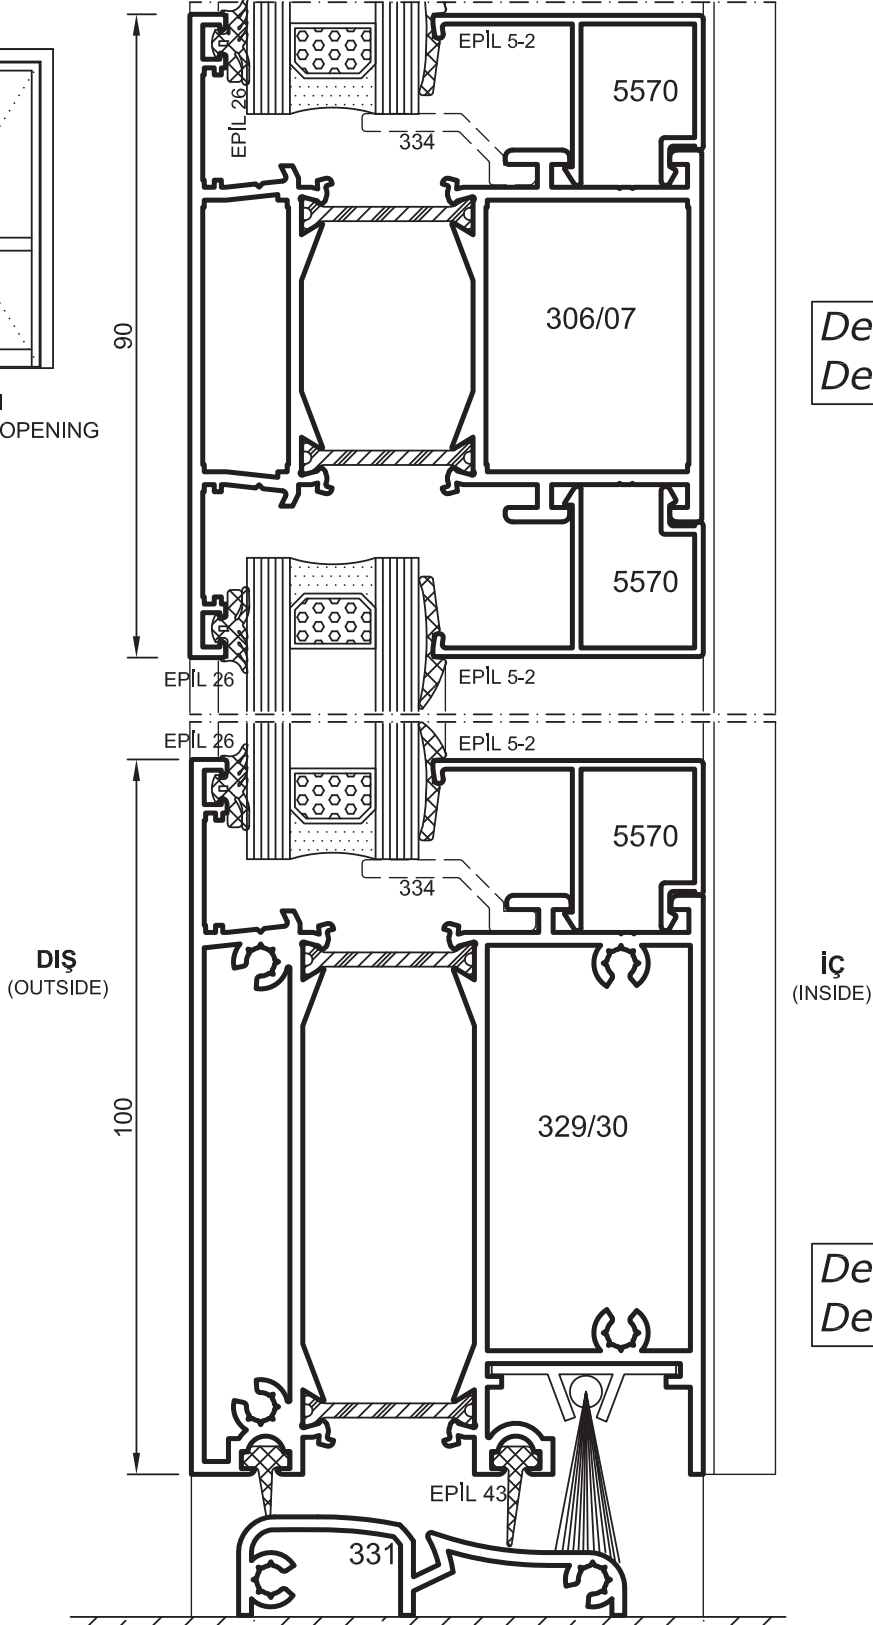 EPİL 5-2
5570
EPİL 26
334
306/07
90
OPENING
5570
EPİL 26
EPİL 5-2
EPİL 26
EPİL 5-2
5570
334
DIŞ
(OUTSIDE)
İÇ
(INSIDE)
100
329/30
EPİL 43
331